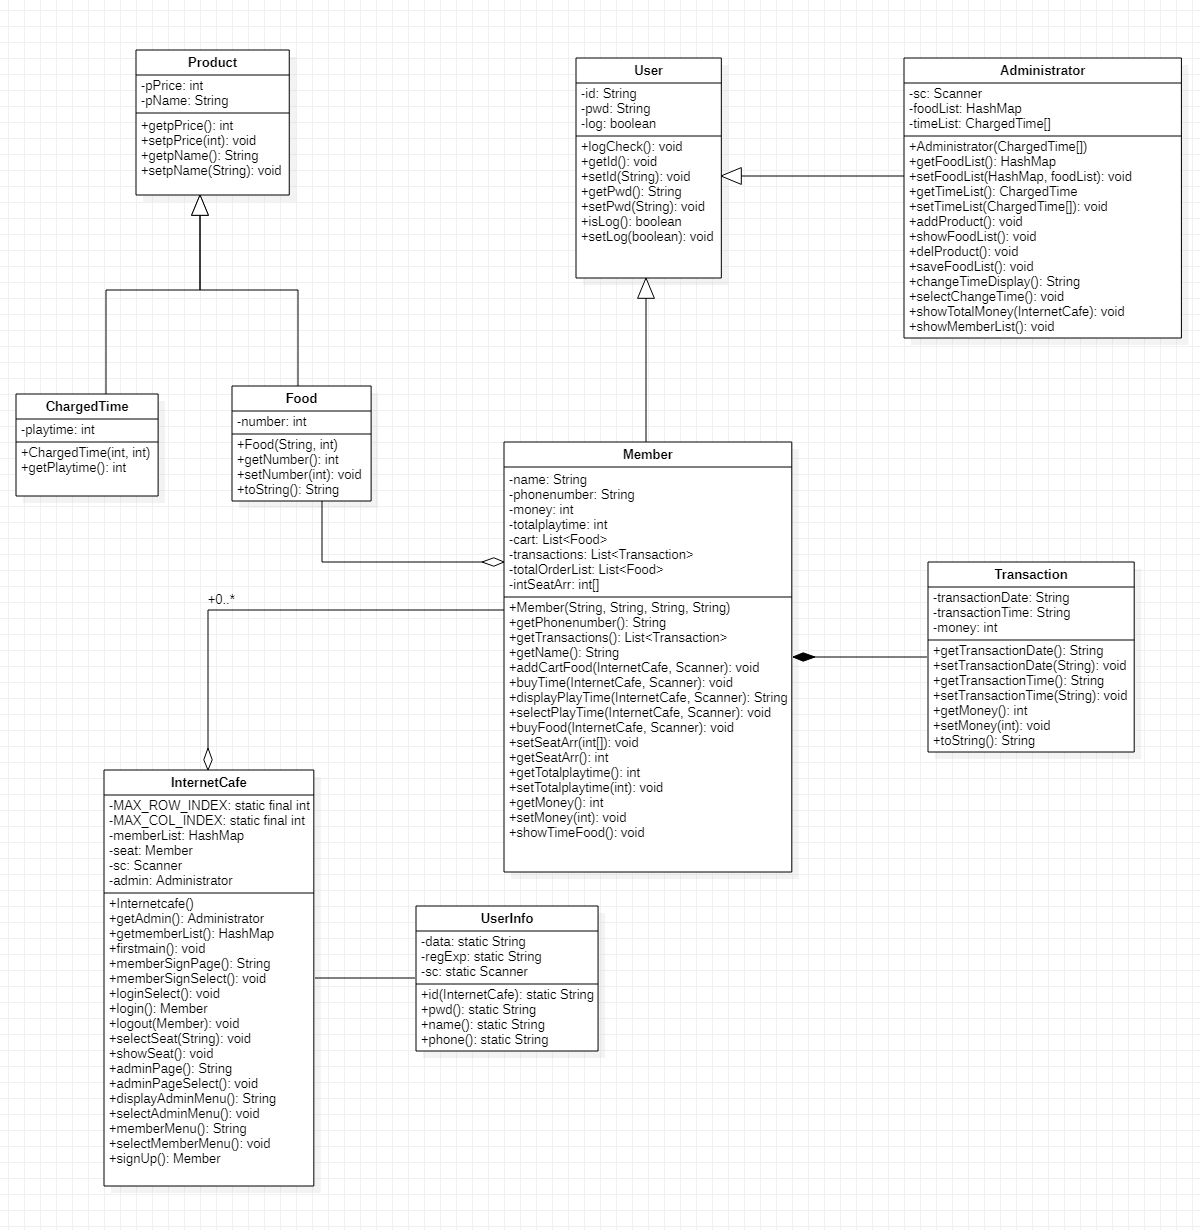 Product
-pPrice: int
-pName: String
+getpPrice(): int
+setpPrice(int): void
+getpName(): String
+setpName(String): void
User
-id: String
-pwd: String
-log: boolean
+logCheck(): void
+getId(): void
+setId(String): void
+getPwd(): String
+setPwd(String): void
+isLog(): boolean
+setLog(boolean): void
Administrator
-sc: Scanner
-foodList: HashMap
-timeList: ChargedTime[]
+Administrator(ChargedTime[])
+getFoodList(): HashMap
+setFoodList(HashMap, foodList): void
+getTimeList(): ChargedTime
+setTimeList(ChargedTime[]): void
+addProduct(): void
+showFoodList(): void
+delProduct(): void
+saveFoodList(): void
+changeTimeDisplay(): String
+selectChangeTime(): void
+showTotalMoney(InternetCafe): void
+showMemberList(): void
ChargedTime
-playtime: int
+ChargedTime(int, int)
+getPlaytime(): int
Food
-number: int
+Food(String, int)
+getNumber(): int
+setNumber(int): void
+toString(): String
Member
-name: String
-phonenumber: String
-money: int
-totalplaytime: int
-cart: List<Food>
-transactions: List<Transaction>
-totalOrderList: List<Food>
-intSeatArr: int[]
+Member(String, String, String, String)
+getPhonenumber(): String
+getTransactions(): List<Transaction>
+getName(): String
+addCartFood(InternetCafe, Scanner): void
+buyTime(InternetCafe, Scanner): void
+displayPlayTime(InternetCafe, Scanner): String
+selectPlayTime(InternetCafe, Scanner): void
+buyFood(InternetCafe, Scanner): void
+setSeatArr(int[]): void
+getSeatArr(): int
+getTotalplaytime(): int
+setTotalplaytime(int): void
+getMoney(): int
+setMoney(int): void
+showTimeFood(): void
Transaction
-transactionDate: String
-transactionTime: String
-money: int
+getTransactionDate(): String
+setTransactionDate(String): void
+getTransactionTime(): String
+setTransactionTime(String): void
+getMoney(): int
+setMoney(int): void
+toString(): String
+0..*
InternetCafe
-MAX_ROW_INDEX: static final int
-MAX_COL_INDEX: static final int
-memberList: HashMap
-seat: Member
-sc: Scanner
-admin: Administrator
+Internetcafe()
+getAdmin(): Administrator
+getmemberList(): HashMap
+firstmain(): void
+memberSignPage(): String
+memberSignSelect(): void
+loginSelect(): void
+login(): Member
+logout(Member): void
+selectSeat(String): void
+showSeat(): void
+adminPage(): String
+adminPageSelect(): void
+displayAdminMenu(): String
+selectAdminMenu(): void
+memberMenu(): String
+selectMemberMenu(): void
+signUp(): Member
UserInfo
-data: static String
-regExp: static String
-sc: static Scanner
+id(InternetCafe): static String
+pwd(): static String
+name(): static String
+phone(): static String